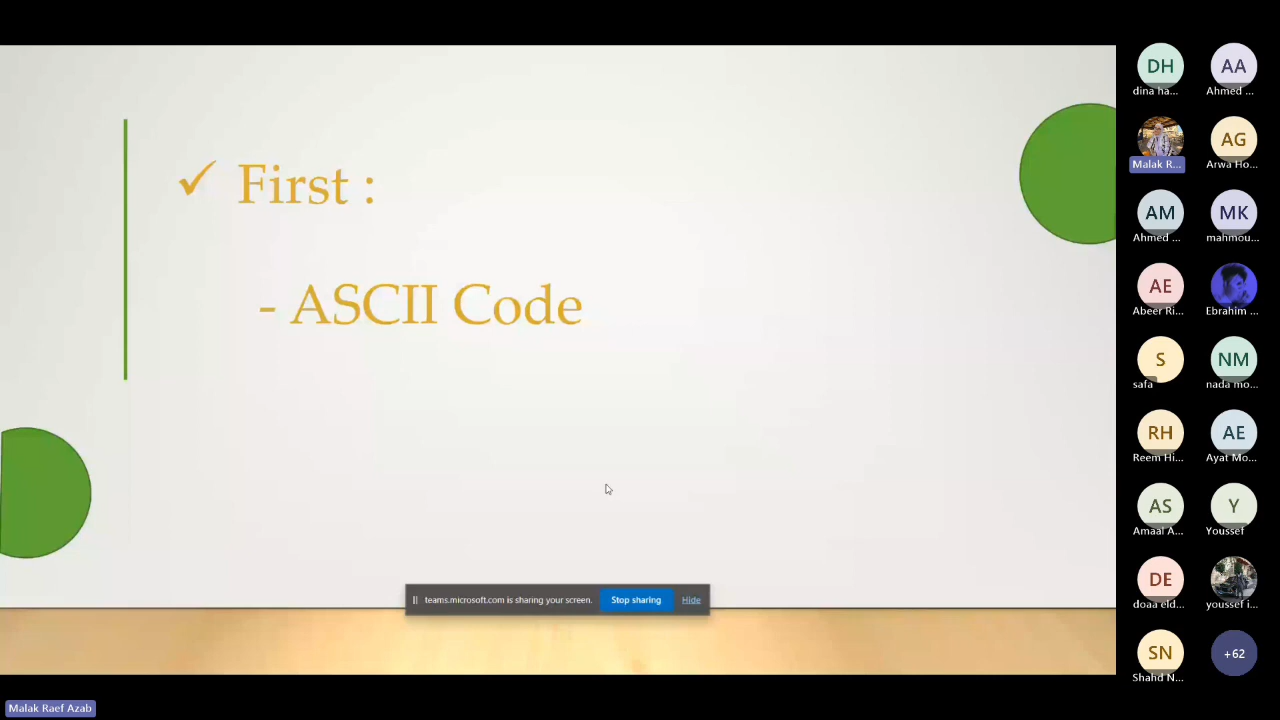 ✓ First :
- ASCII Code
teams.microsoft.com is sharing your screen. Stop sharing Hide
Malak Raef Azab
DH AA
dina ha... Ahmed ...
AG
Malak R... Arwa Ho...
AM MK
Ahmed ... mahmou...
AE
Abeer Ri... Ebrahim ...
S NM
safa nada mo...
RH AE
Reem Hi... Ayat Mo...
AS Y
Amaal A... Youssef
DE
doaa eld... youssef i...
SN +62
Shahd N...